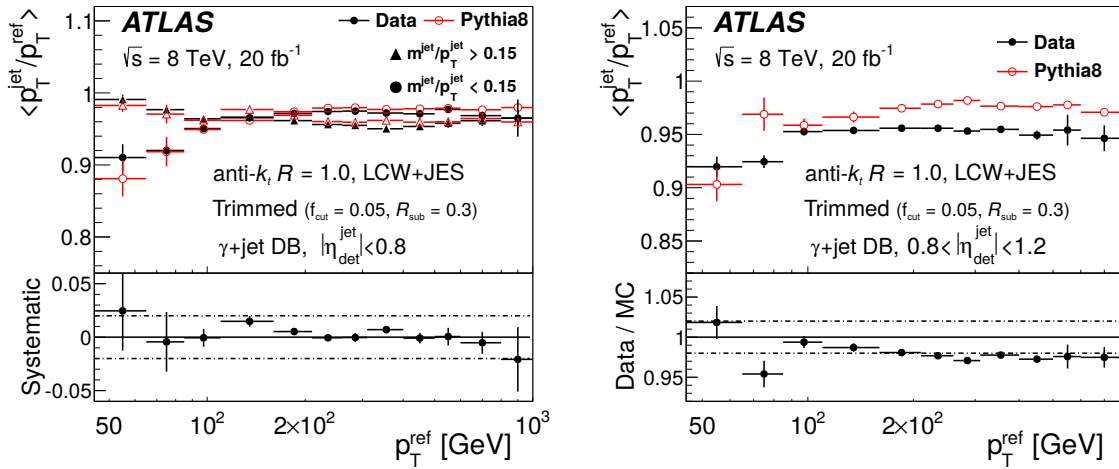 <p_T^jet/p_T^ref>
1.1
1
0.9
0.8
ATLAS
√s = 8 TeV, 20 fb⁻¹
Data
Pythia8
m^jet/p_T^jet > 0.15
m^jet/p_T^jet < 0.15
anti-k_t R = 1.0, LCW+JES
Trimmed (f_cut = 0.05, R_sub = 0.3)
γ+jet DB, |η_det^jet|<0.8
Systematic
0.05
0
-0.05
50
10²
2×10²
10³
p_T^ref [GeV]
<p_T^jet/p_T^ref>
1.05
1
0.95
0.9
0.85
ATLAS
√s = 8 TeV, 20 fb⁻¹
Data
Pythia8
anti-k_t R = 1.0, LCW+JES
Trimmed (f_cut = 0.05, R_sub = 0.3)
γ+jet DB, 0.8<|η_det^jet|<1.2
Data / MC
1.05
1
0.95
50
10²
2×10²
p_T^ref [GeV]